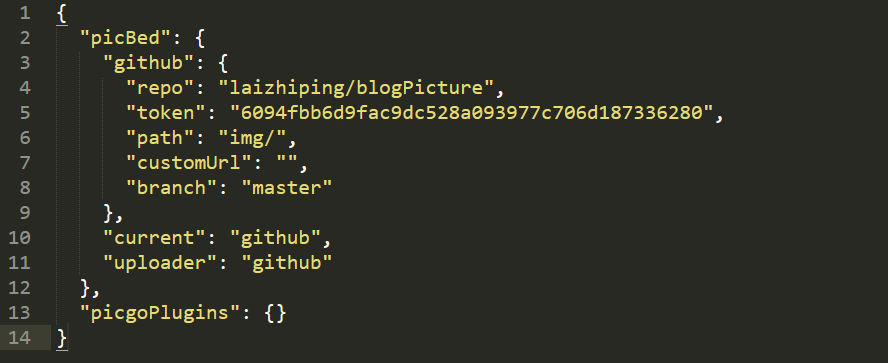 1 {
2 "picBed": {
3 "github": {
4 "repo": "laizhiping/blogPicture",
5 "token": "6094fbb6d9fac9dc528a093977c706d187336280",
6 "path": "img/",
7 "customUrl": "",
8 "branch": "master"
9 },
10 "current": "github",
11 "uploader": "github"
12 },
13 "picgoPlugins": {}
14 }